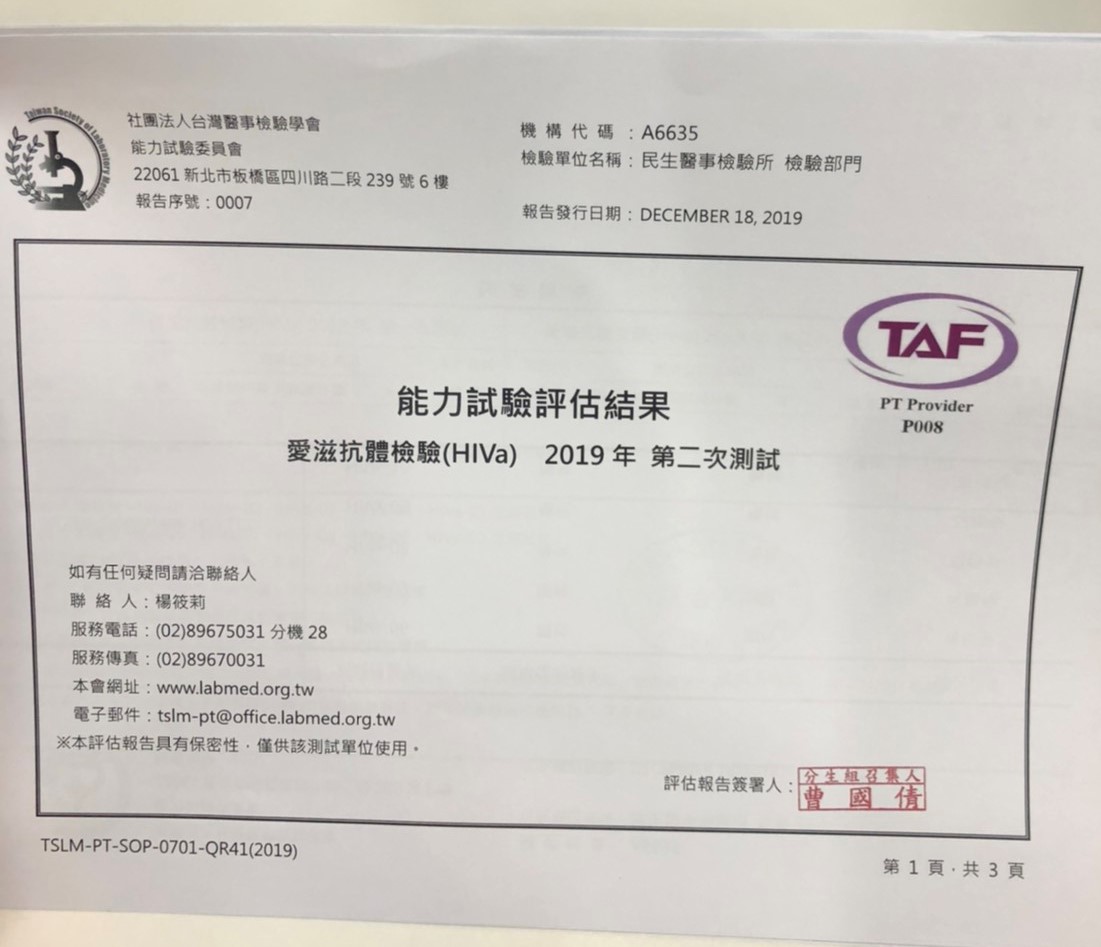 Taiwan Society of Laboratory Medicine
社團法人台灣醫事檢驗學會
能力試驗委員會
22061 新北市板橋區四川路二段 239 號 6 樓
報告序號：0007
機 構 代 碼 ：A6635
檢驗單位名稱：民生醫事檢驗所 檢驗部門
報告發行日期：DECEMBER 18, 2019
TAF
PT Provider
P008
能力試驗評估結果
愛滋抗體檢驗(HIVa) 2019 年 第二次測試
如有任何疑問請洽聯絡人
聯 絡 人：楊筱莉
服務電話：(02)89675031 分機 28
服務傳真：(02)89670031
本會網址：www.labmed.org.tw
電子郵件：tslm-pt@office.labmed.org.tw
※本評估報告具有保密性，僅供該測試單位使用。
評估報告簽署人：
分生組召集人
曹國倩
TSLM-PT-SOP-0701-QR41(2019)
第 1 頁，共 3 頁